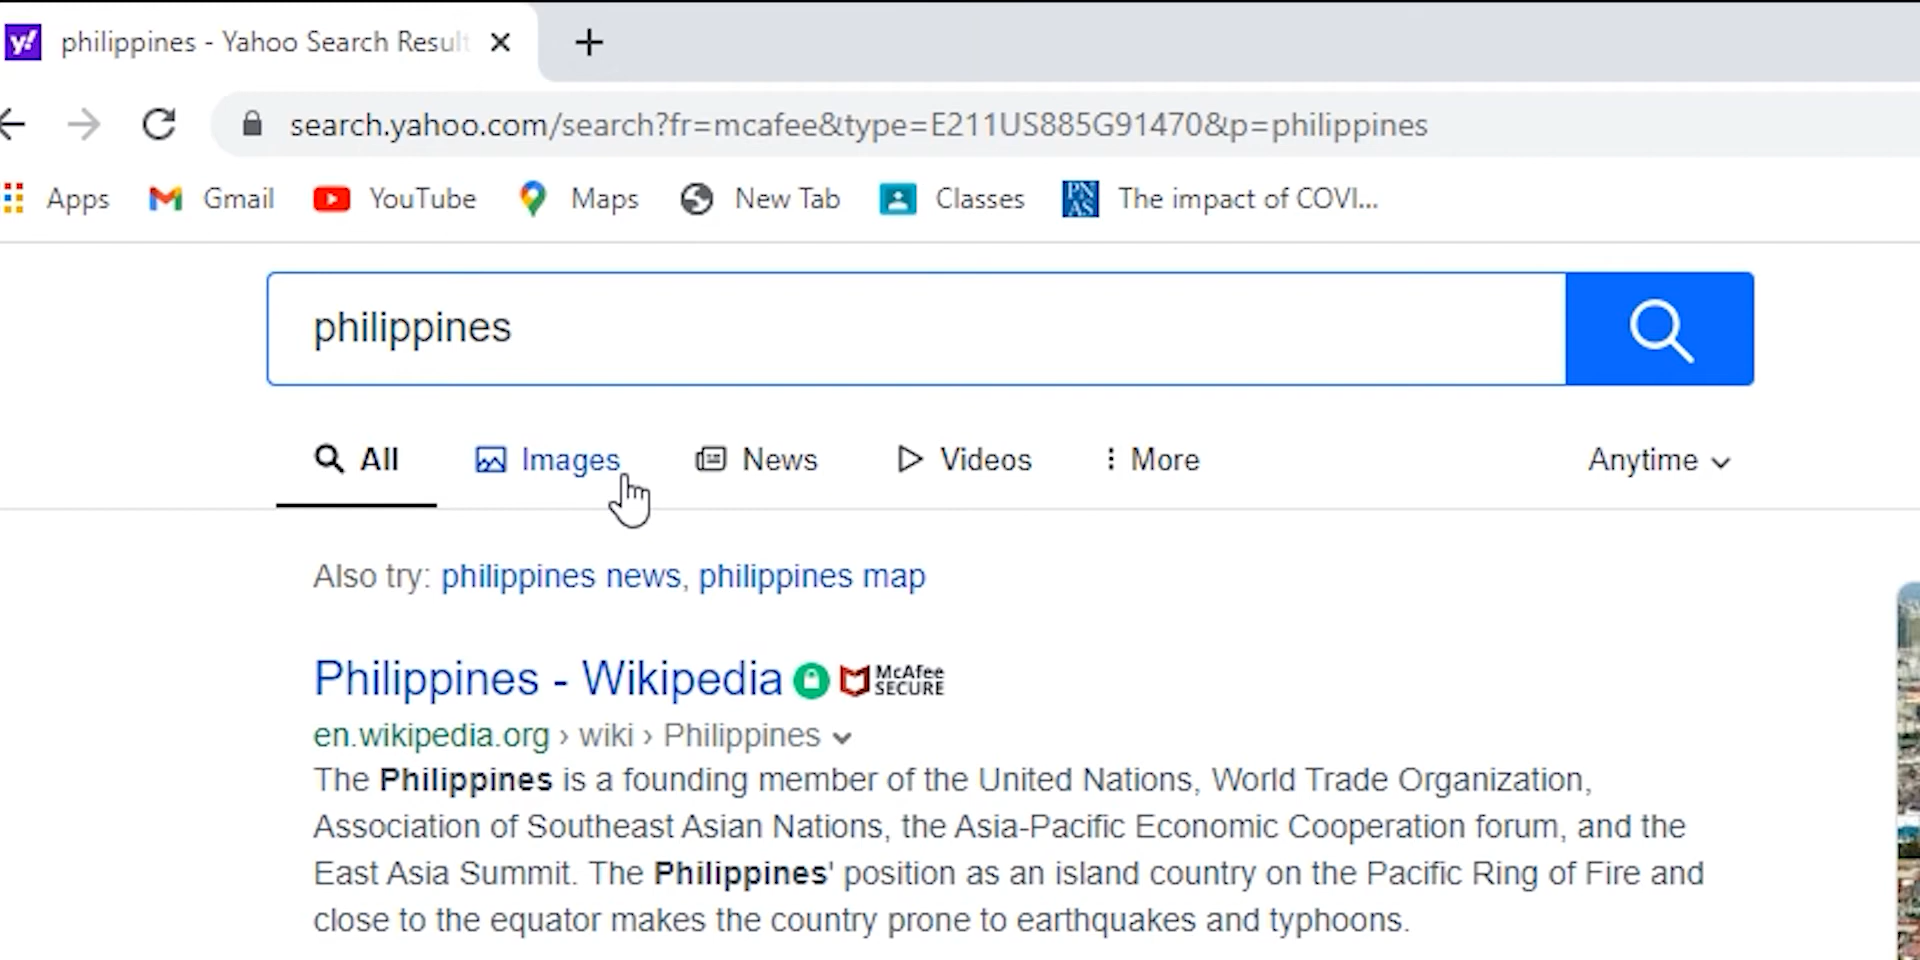 y! philippines - Yahoo Search Result
search.yahoo.com/search?fr=mcafee&type=E211US885G91470&p=philippines
Apps Gmail YouTube Maps New Tab Classes PNAS The impact of COVI...
philippines
All Images News Videos More Anytime
Also try: philippines news, philippines map
Philippines - Wikipedia McAfee SECURE
en.wikipedia.org › wiki › Philippines
The Philippines is a founding member of the United Nations, World Trade Organization,
Association of Southeast Asian Nations, the Asia-Pacific Economic Cooperation forum, and the
East Asia Summit. The Philippines' position as an island country on the Pacific Ring of Fire and
close to the equator makes the country prone to earthquakes and typhoons.